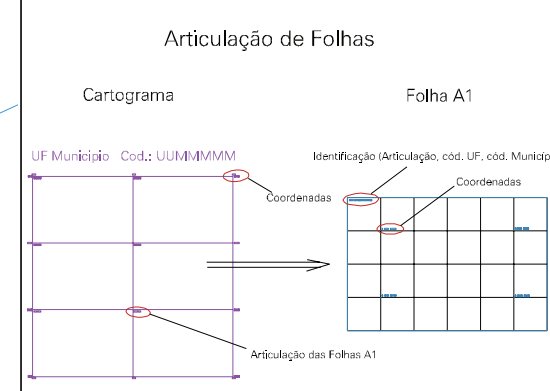 Articulação de Folhas
Cartograma
Folha A1
UF Municipio Cod.: UUMMMMM
Identificação (Articulação, cód. UF, cód. Municíp
Coordenadas
Coordenadas
Articulação das Folhas A1